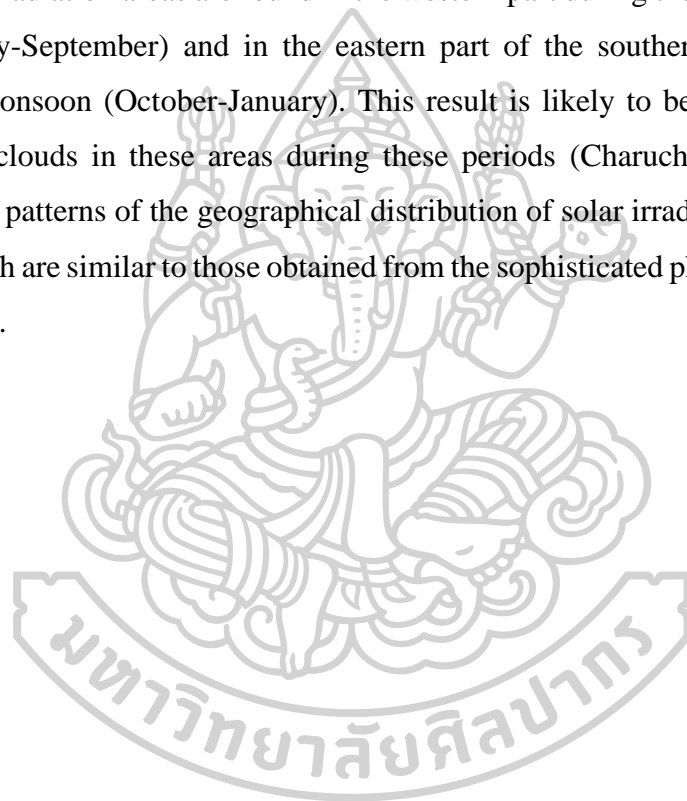 are found in the western part during
y-September) and in the eastern part of the southern
onsoon (October-January). This result is likely to be
clouds in these areas during these periods (Charuch
patterns of the geographical distribution of solar irrad
h are similar to those obtained from the sophisticated pl
.
มหาวิทยาลัยศิลปากร